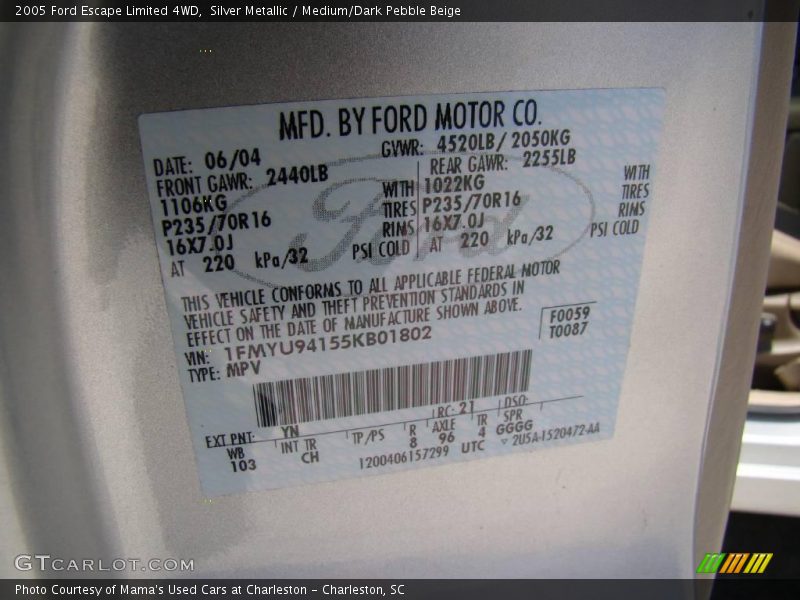 2005 Ford Escape Limited 4WD, Silver Metallic / Medium/Dark Pebble Beige
MFD. BY FORD MOTOR CO.
DATE: 06/04 GVWR: 4520LB/ 2050KG
FRONT GAWR: 2440LB REAR GAWR: 2255LB
1106KG WITH 1022KG WITH
P235/70R16 TIRES P235/70R16 TIRES
16X7.0J RIMS 16X7.0J RIMS
AT 220 kPa/32 PSI COLD AT 220 kPa/32 PSI COLD
Ford
THIS VEHICLE CONFORMS TO ALL APPLICABLE FEDERAL MOTOR
VEHICLE SAFETY AND THEFT PREVENTION STANDARDS IN
EFFECT ON THE DATE OF MANUFACTURE SHOWN ABOVE.
VIN: 1FMYU94155KB01802
F0059
TYPE: MPV
T0087
EXT PNT: YN RC: 21 DSO:
WB INT TR TP/PS R AXLE TR SPR
103 CH 8 96 4 GGGG
1200406157299 UTC ▽ 2U5A-1520472-AA
GTCARLOT.COM
Photo Courtesy of Mama's Used Cars at Charleston - Charleston, SC